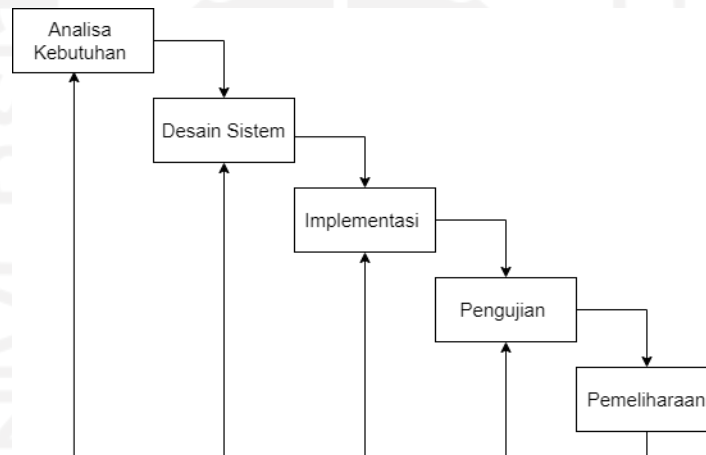 Analisa
Kebutuhan
Desain Sistem
Implementasi
Pengujian
Pemeliharaan